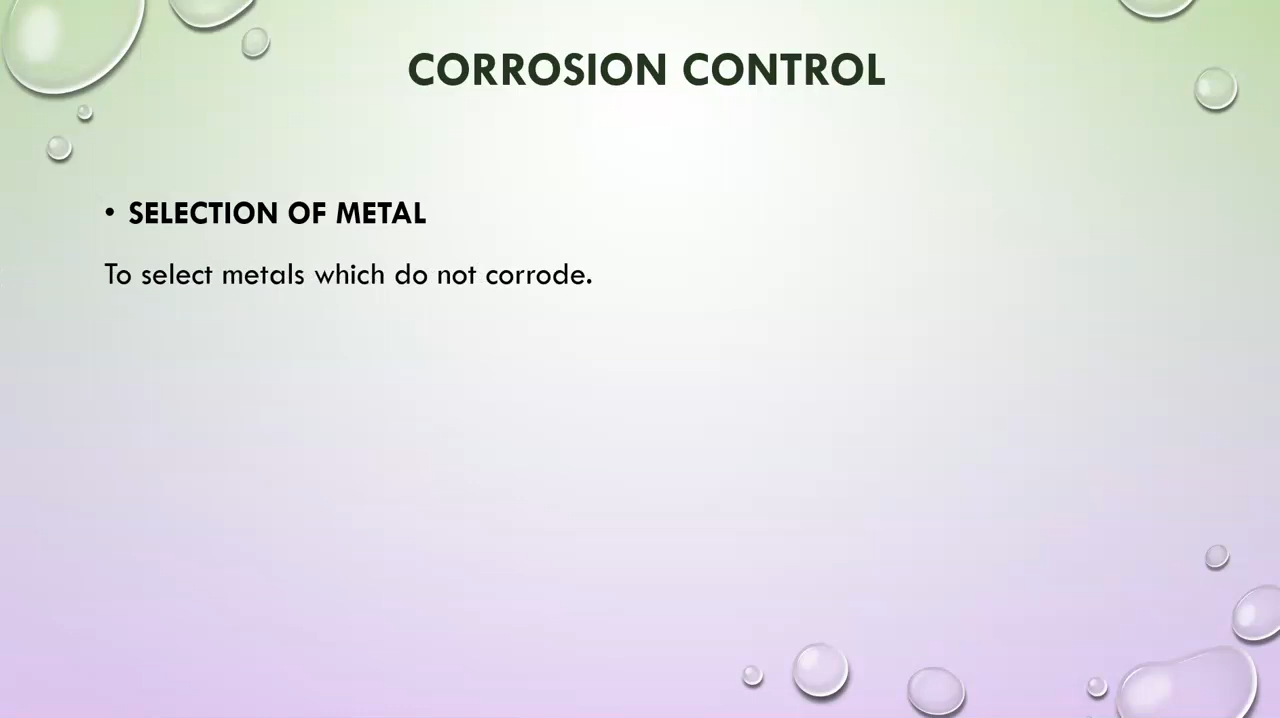 CORROSION CONTROL
• SELECTION OF METAL
To select metals which do not corrode.